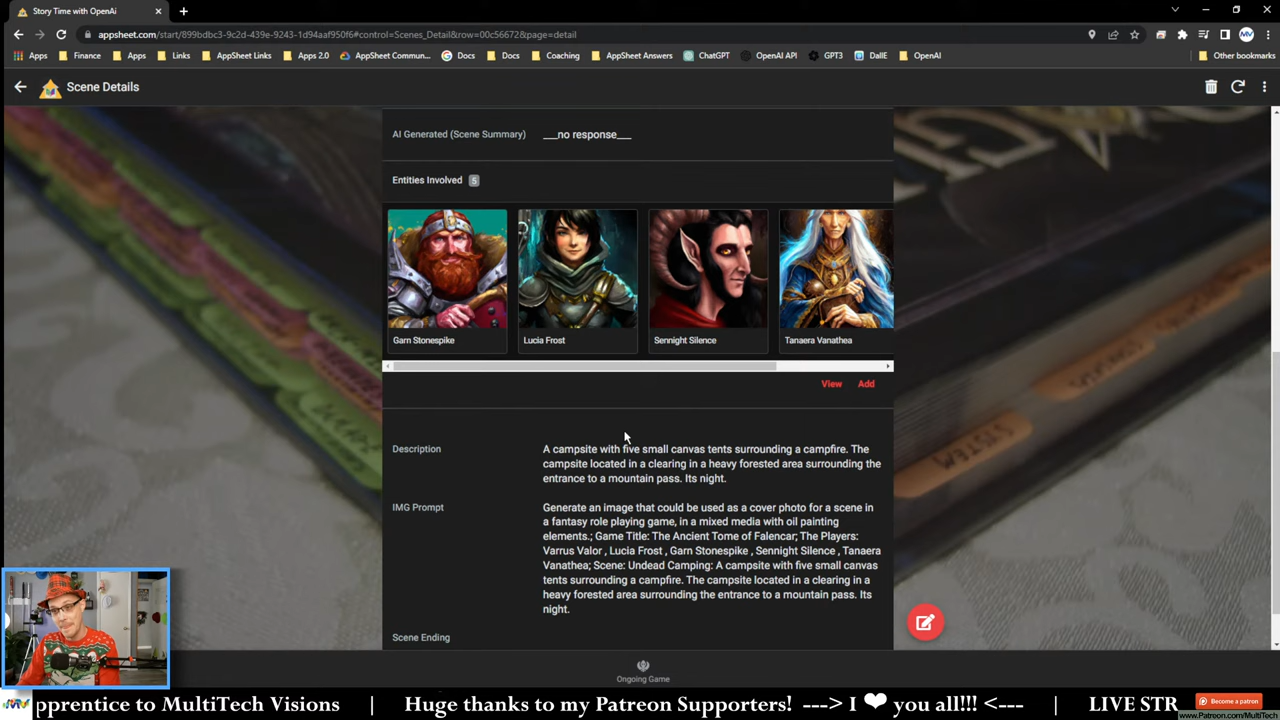 Story Time with OpenAi
appsheet.com/start/899bdbc3-9c2d-439e-9243-1d94aaf950f6#control=Scenes_Detail&row=00c56672&page=detail
Apps Finance Apps Links AppSheet Links Apps 2.0 AppSheet Commun... Docs Docs Coaching AppSheet Answers ChatGPT OpenAI API GPT3 DallE OpenAI Other bookmarks
Scene Details
AI Generated (Scene Summary) ___no response___
Entities Involved 5
Garn Stonespike Lucia Frost Sennight Silence Tanaera Vanathea
View Add
Description A campsite with five small canvas tents surrounding a campfire. The
campsite located in a clearing in a heavy forested area surrounding the
entrance to a mountain pass. Its night.
IMG Prompt Generate an image that could be used as a cover photo for a scene in
a fantasy role playing game, in a mixed media with oil painting
elements.; Game Title: The Ancient Tome of Falencar; The Players:
Varrus Valor , Lucia Frost , Garn Stonespike , Sennight Silence , Tanaera
Vanathea; Scene: Undead Camping: A campsite with five small canvas
tents surrounding a campfire. The campsite located in a clearing in a
heavy forested area surrounding the entrance to a mountain pass. Its
night.
Scene Ending
SYSTEM
Ongoing Game
pprentice to MultiTech Visions | Huge thanks to my Patreon Supporters! ---> I ❤ you all!!! <--- | LIVE STR
Become a patron
www.Patreon.com/MultiTech